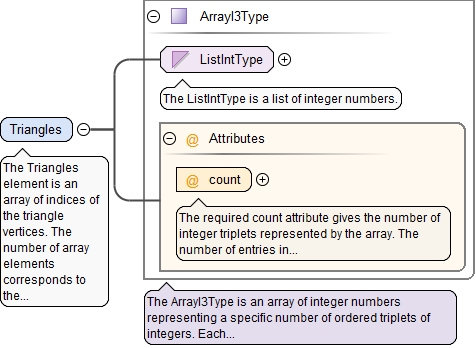 ArrayI3Type
ListIntType
The ListIntType is a list of integer numbers.
Triangles
The Triangles
element is an
array of indices of
the triangle
vertices. The
number of array
elements
corresponds to
the...
@ Attributes
@ count
The required count attribute gives the number of
integer triplets represented by the array. The
number of entries in...
The ArrayI3Type is an array of integer numbers
representing a specific number of ordered triplets of
integers. Each...